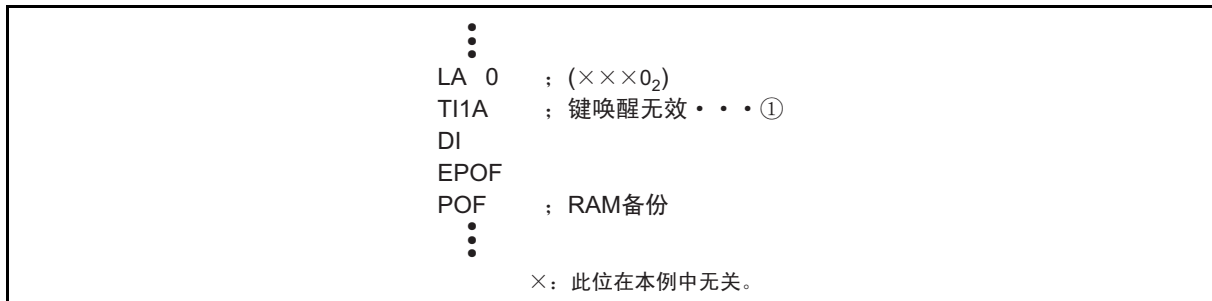 LA 0 ; (×××0₂)
TI1A ; 键唤醒无效・・・①
DI
EPOF
POF ; RAM备份
×: 此位在本例中无关。